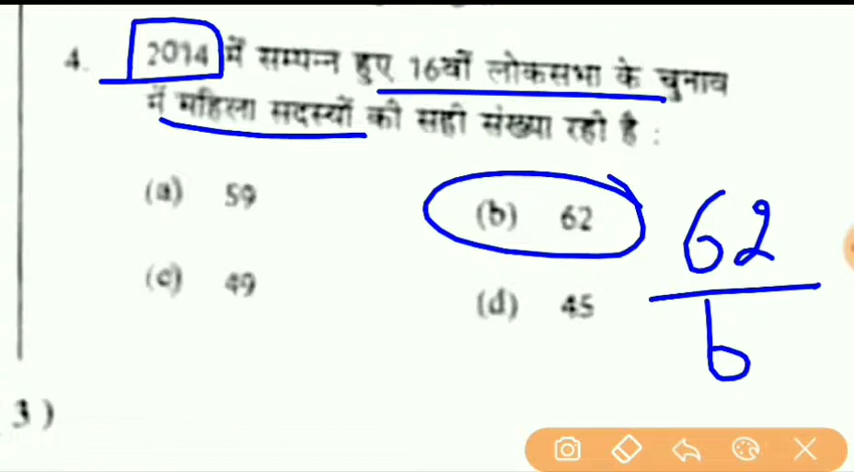 4. 2014 में सम्पन्न हुए 16वीं लोकसभा के चुनाव
में महिला सदस्यों की सही संख्या रही है :
(a) 59
(b) 62
(c) 49
(d) 45
62
b
3 )